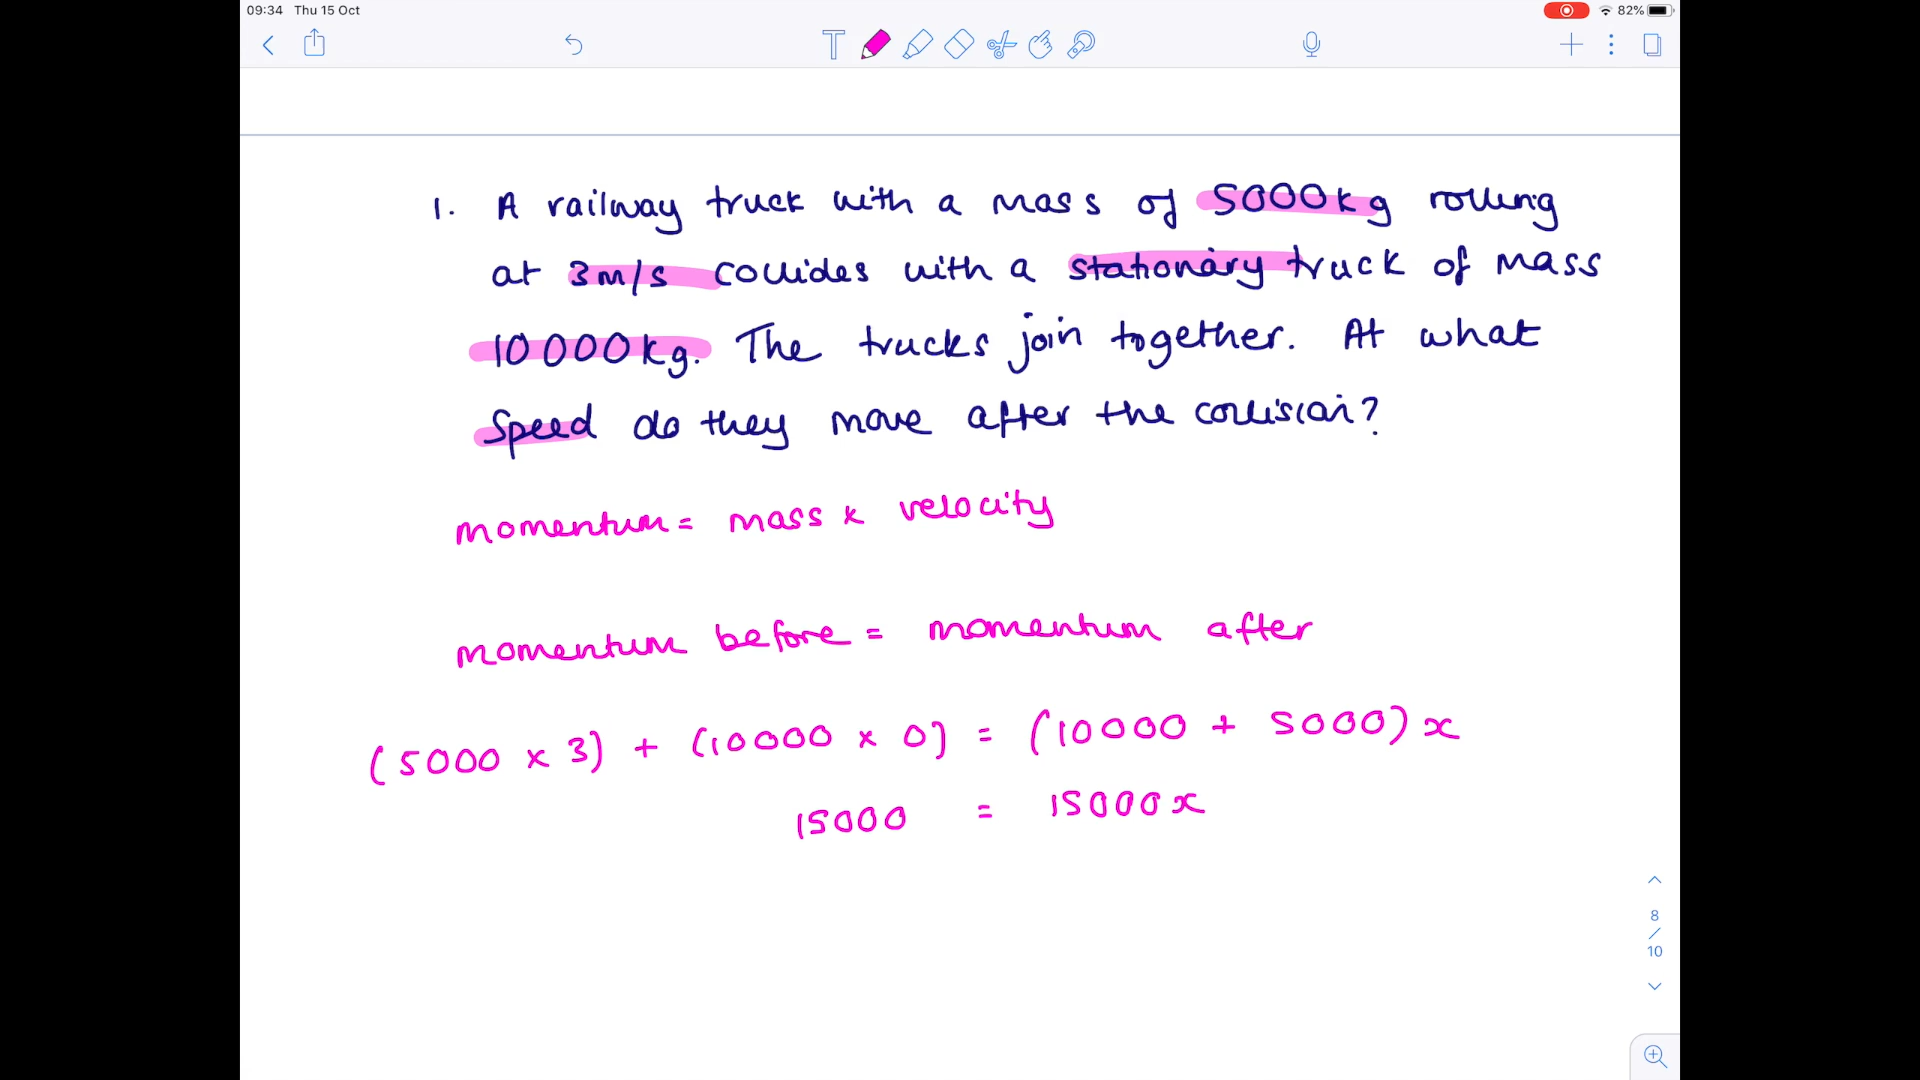 09:34 Thu 15 Oct
82%
T
1. A railway truck with a mass of 5000kg rolling
at 3m/s collides with a stationary truck of mass
10000kg. The trucks join together. At what
speed do they move after the collision?
momentum = mass x velocity
momentum before = momentum after
(5000 x 3) + (10000 x 0) = (10000 + 5000)x
15000 = 15000x
8
/
10